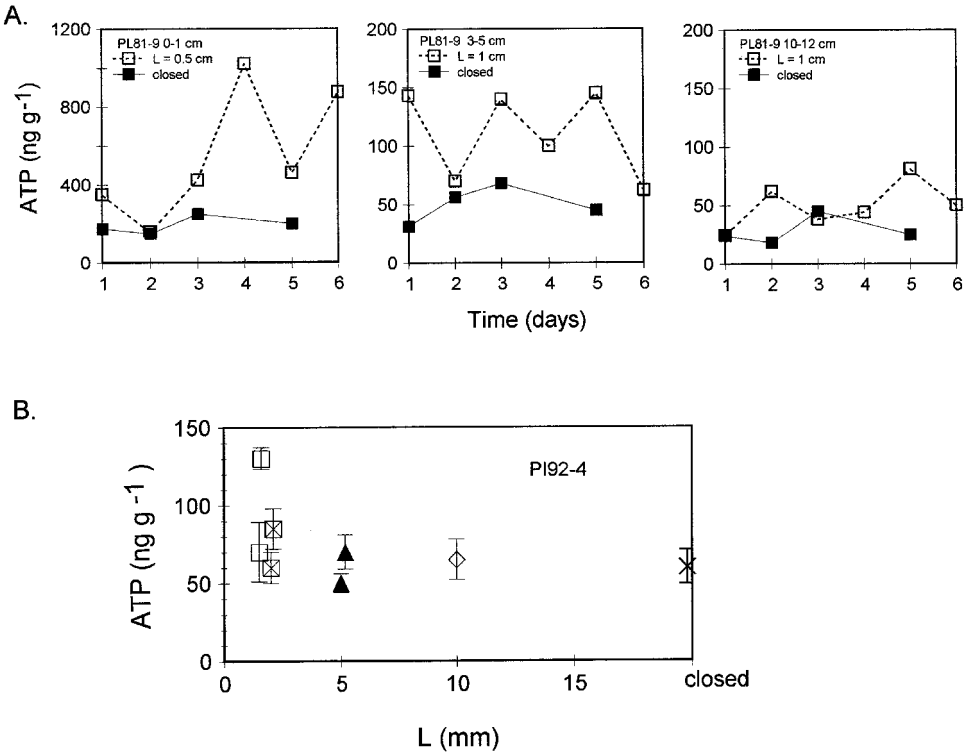 A.
1200
800
400
0
ATP (ng g-1)
PL81-9 0-1 cm
L = 0.5 cm
closed
1 2 3 4 5 6
200
150
100
50
0
PL81-9 3-5 cm
L = 1 cm
closed
1 2 3 4 5 6
200
150
100
50
0
PL81-9 10-12 cm
L = 1 cm
closed
1 2 3 4 5 6
Time (days)
B.
150
100
50
0
ATP (ng g -1 )
PI92-4
0 5 10 15 closed
L (mm)